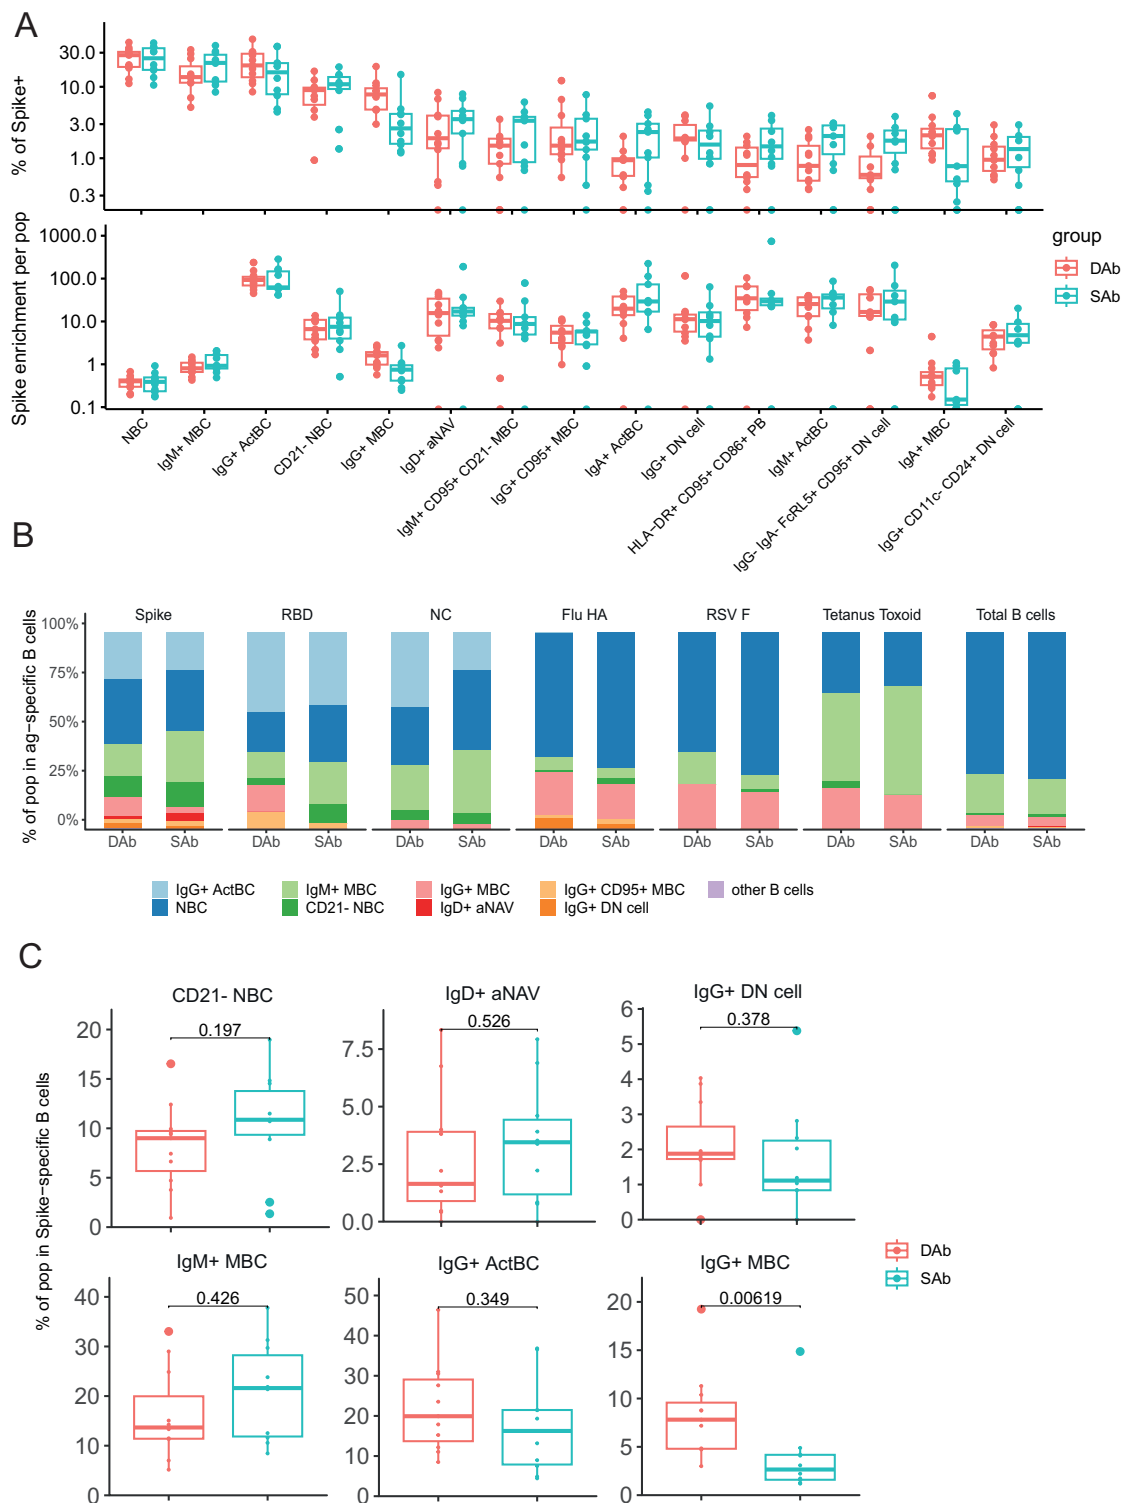 A
% of Spike+
30.0
10.0
3.0
1.0
0.3
Spike enrichment per pop
1000.0
100.0
10.0
1
0.1
group
DAb
SAb
NBC
IgM+ MBC
IgG+ ActBC
CD21- NBC
IgG+ MBC
IgD+ aNAV
IgM+ CD95+ CD21- MBC
IgG+ CD95+ MBC
IgA+ ActBC
IgG+ DN cell
HLA-DR+ CD95+ CD86+ PB
IgM+ ActBC
IgG- IgA- FcRL5+ CD95+ DN cell
IgA+ MBC
IgG+ CD11c- CD24+ DN cell
B
% of pop in ag-specific B cells
Spike RBD NC Flu HA RSV F Tetanus Toxoid Total B cells
100%
75%
50%
25%
0%
DAb SAb DAb SAb DAb SAb DAb SAb DAb SAb DAb SAb DAb SAb
IgG+ ActBC IgM+ MBC IgG+ MBC IgG+ CD95+ MBC other B cells
NBC CD21- NBC IgD+ aNAV IgG+ DN cell
C
% of pop in Spike-specific B cells
CD21- NBC
0.197
20
15
10
5
0
IgD+ aNAV
0.526
7.5
5.0
2.5
0.0
IgG+ DN cell
0.378
6
5
4
3
2
1
0
IgM+ MBC
0.426
40
30
20
10
0
IgG+ ActBC
0.349
50
40
30
20
10
0
IgG+ MBC
0.00619
20
15
10
5
0
DAb
SAb